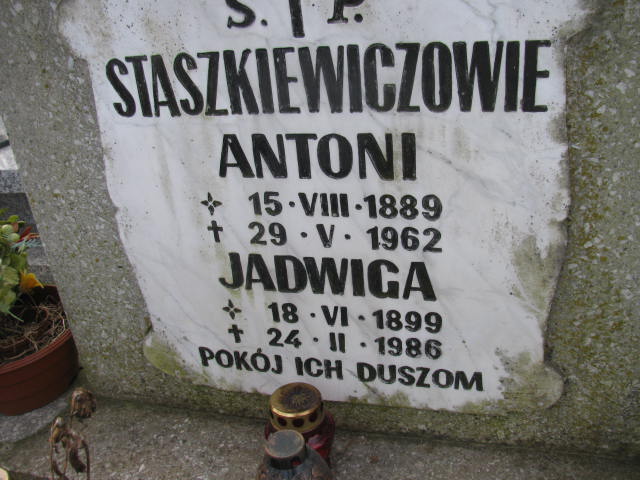 S. † P.
STASZKIEWICZOWIE
ANTONI
15·VIII·1889
† 29·V·1962
JADWIGA
18·VI·1899
† 24·II·1986
POKÓJ ICH DUSZOM